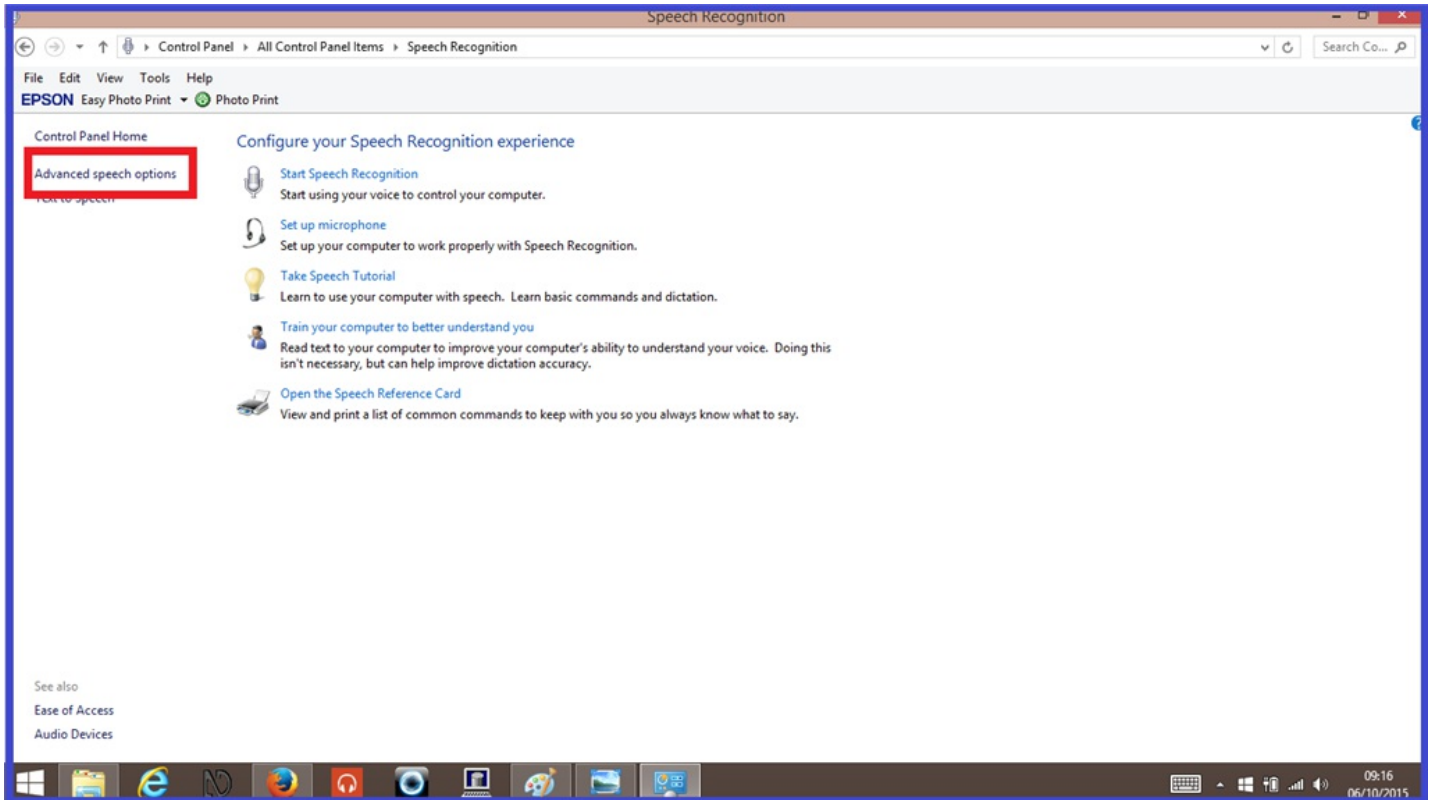 Speech Recognition
Control Panel All Control Panel Items Speech Recognition Search Co...
File Edit View Tools Help
EPSON Easy Photo Print Photo Print
Control Panel Home
Advanced speech options
Text to Speech
Configure your Speech Recognition experience
Start Speech Recognition
Start using your voice to control your computer.
Set up microphone
Set up your computer to work properly with Speech Recognition.
Take Speech Tutorial
Learn to use your computer with speech. Learn basic commands and dictation.
Train your computer to better understand you
Read text to your computer to improve your computer's ability to understand your voice. Doing this
isn't necessary, but can help improve dictation accuracy.
Open the Speech Reference Card
View and print a list of common commands to keep with you so you always know what to say.
See also
Ease of Access
Audio Devices
09:16
06/10/2015